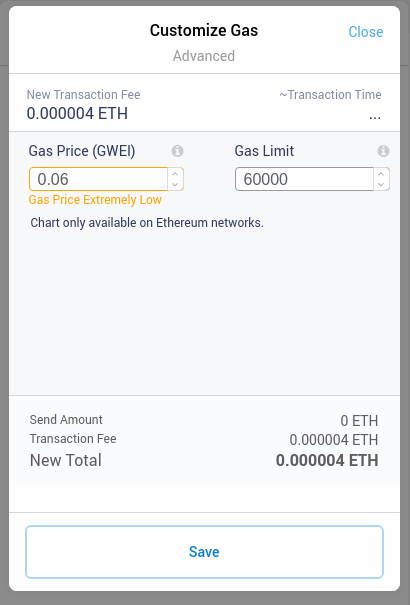 Customize Gas
Close
Advanced
New Transaction Fee
~Transaction Time
0.000004 ETH
...
Gas Price (GWEI)
Gas Limit
0.06
60000
Gas Price Extremely Low
Chart only available on Ethereum networks.
Send Amount 0 ETH
Transaction Fee 0.000004 ETH
New Total 0.000004 ETH
Save